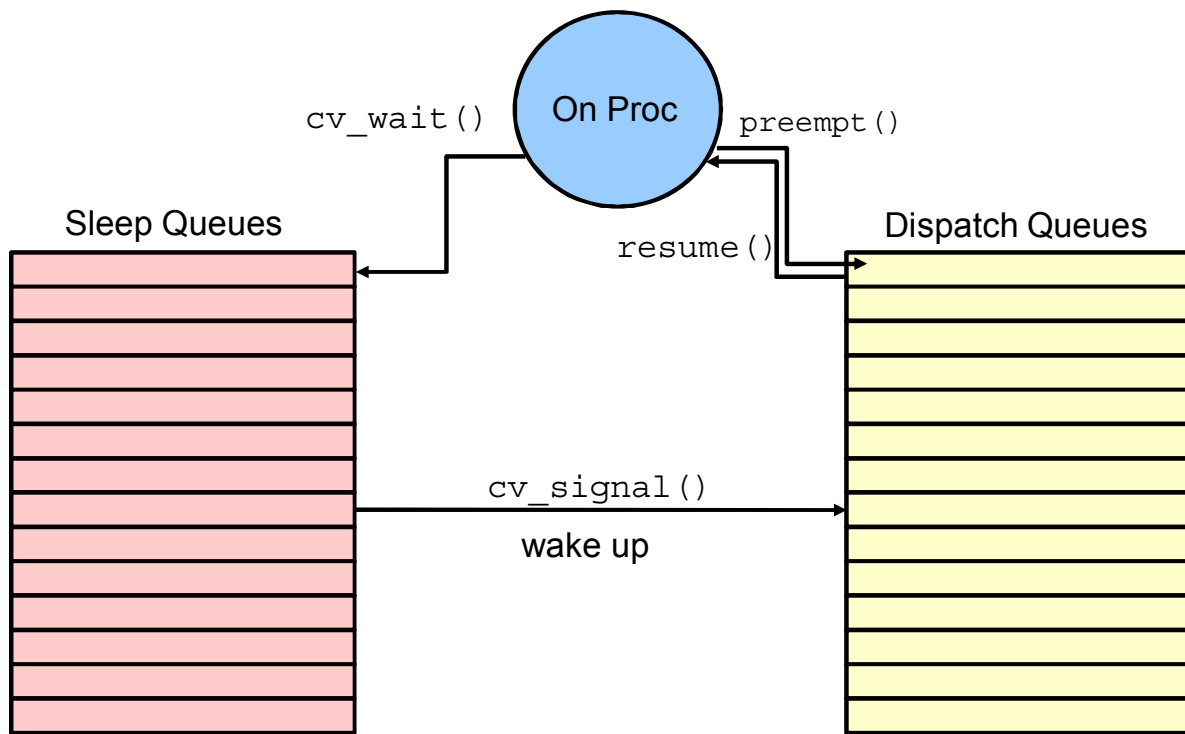 On Proc
cv_wait()
preempt()
Sleep Queues
resume()
Dispatch Queues
cv_signal()
wake up